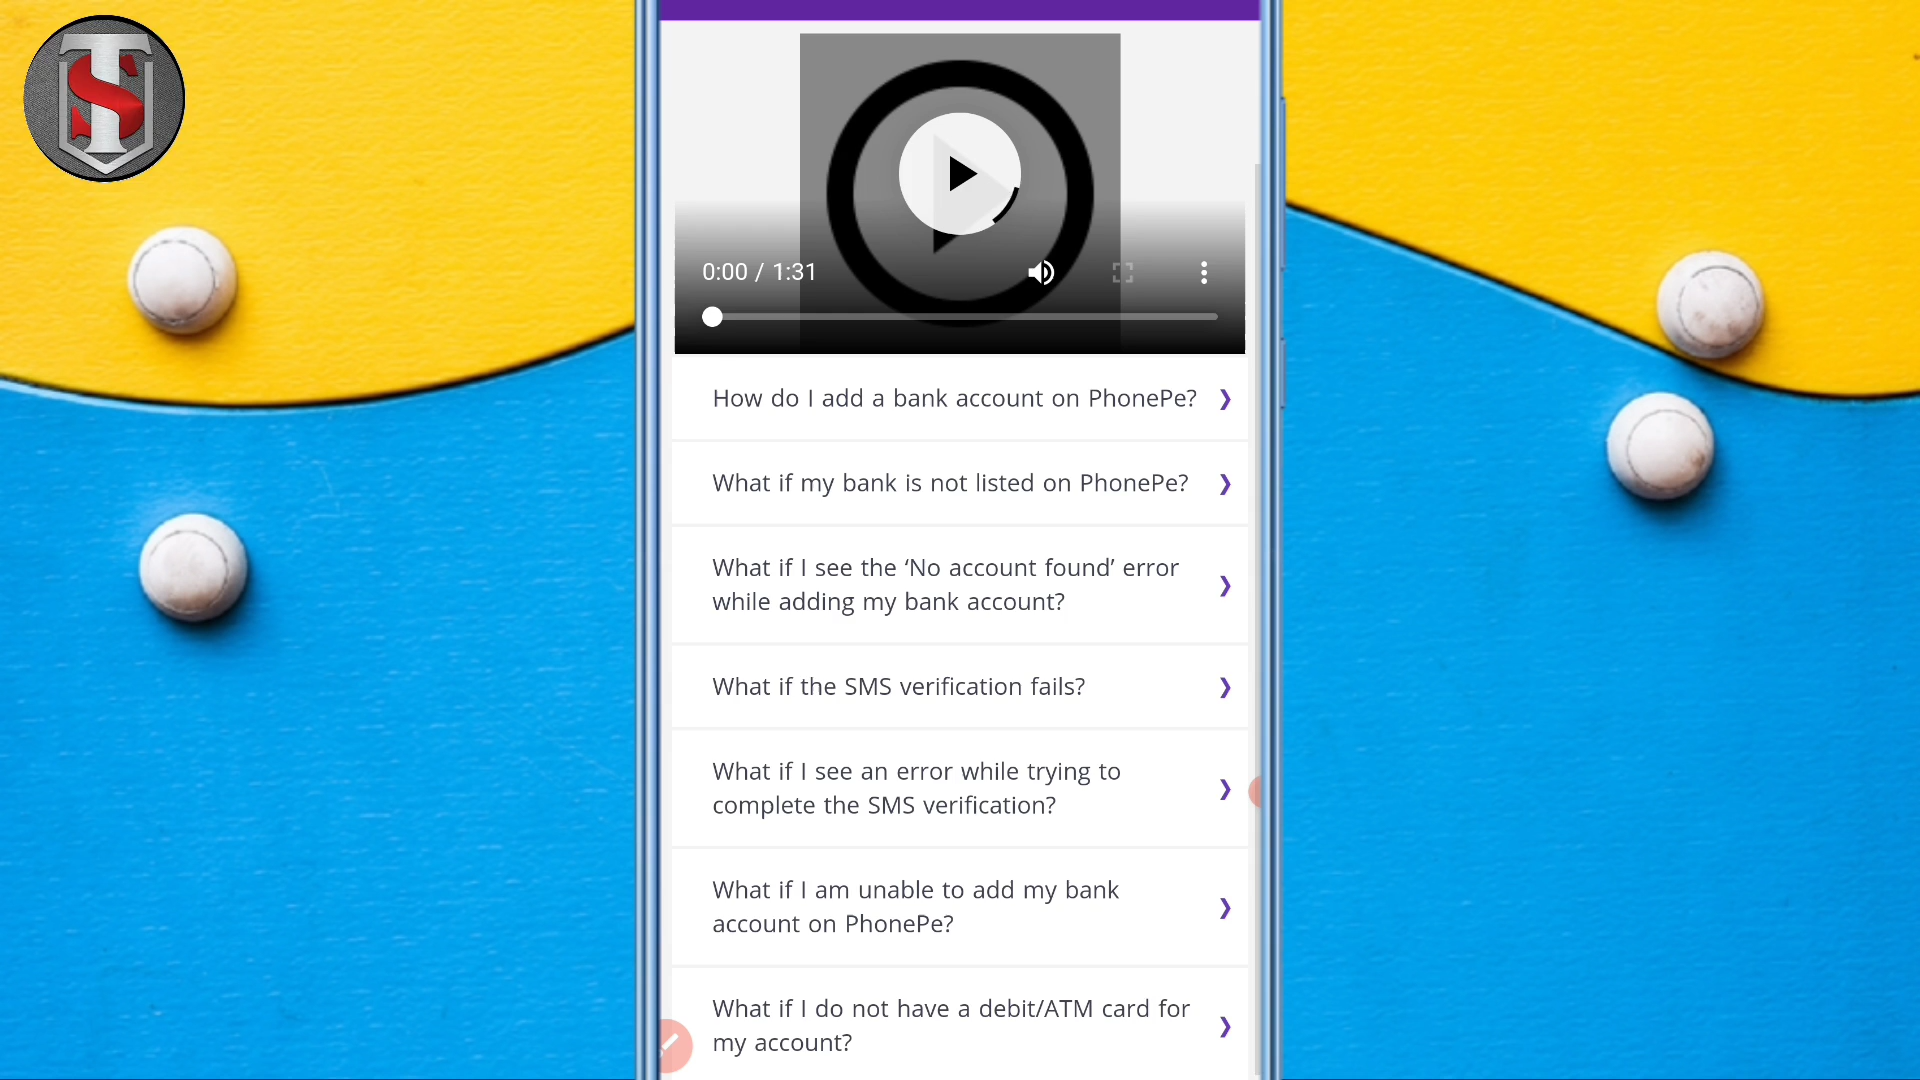 TS
0:00 / 1:31
How do I add a bank account on PhonePe?
What if my bank is not listed on PhonePe?
What if I see the ‘No account found’ error
while adding my bank account?
What if the SMS verification fails?
What if I see an error while trying to
complete the SMS verification?
What if I am unable to add my bank
account on PhonePe?
What if I do not have a debit/ATM card for
my account?